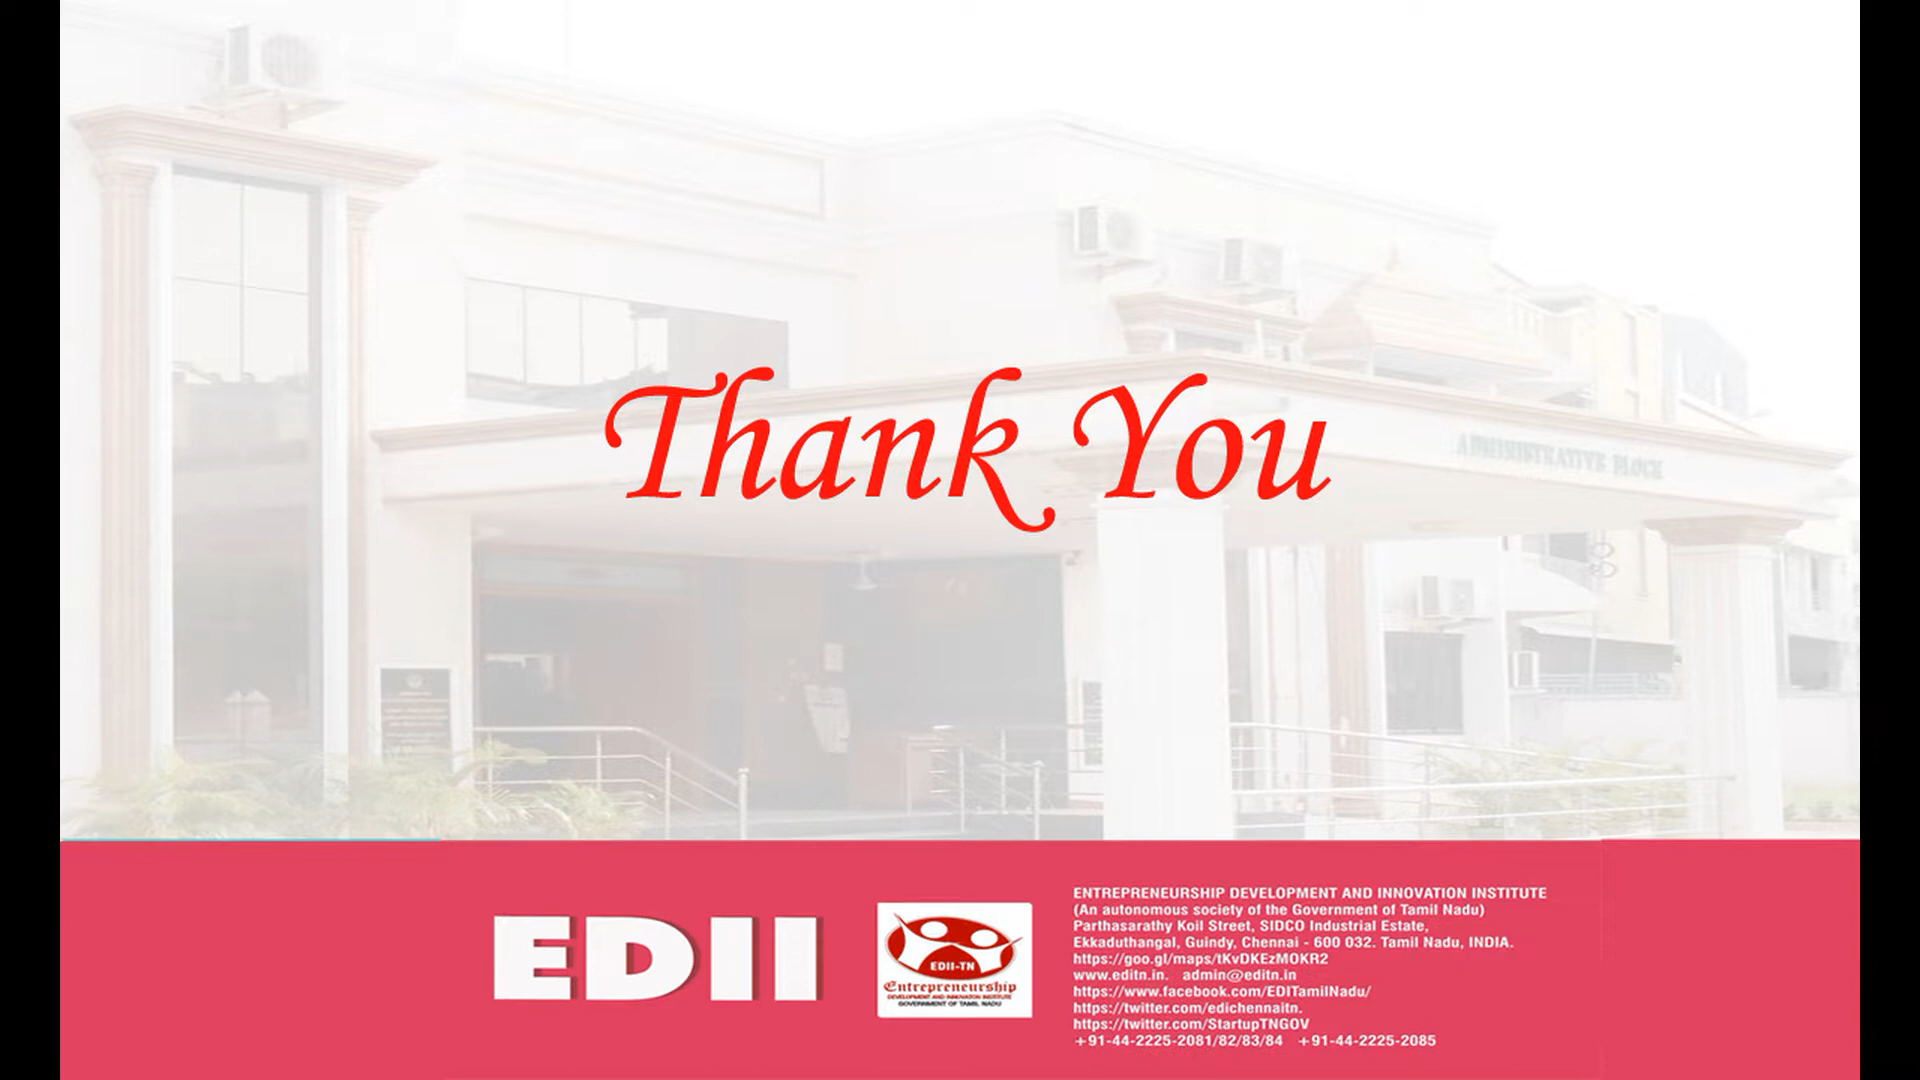 Thank You
ADMINISTRATIVE BLOCK
EDII
EDII-TN
Entrepreneurship
DEVELOPMENT AND INNOVATION INSTITUTE
GOVERNMENT OF TAMIL NADU
ENTREPRENEURSHIP DEVELOPMENT AND INNOVATION INSTITUTE
(An autonomous society of the Government of Tamil Nadu)
Parthasarathy Koil Street, SIDCO Industrial Estate,
Ekkaduthangal, Guindy, Chennai - 600 032. Tamil Nadu, INDIA.
https://goo.gl/maps/tKvDKEzMOKR2
www.editn.in. admin@editn.in
https://www.facebook.com/EDITamilNadu/
https://twitter.com/edichennaitn.
https://twitter.com/StartupTNGOV
+91-44-2225-2081/82/83/84 +91-44-2225-2085